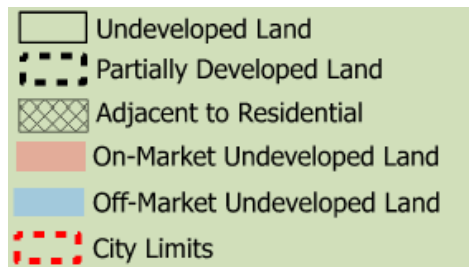 Undeveloped Land
Partially Developed Land
Adjacent to Residential
On-Market Undeveloped Land
Off-Market Undeveloped Land
City Limits